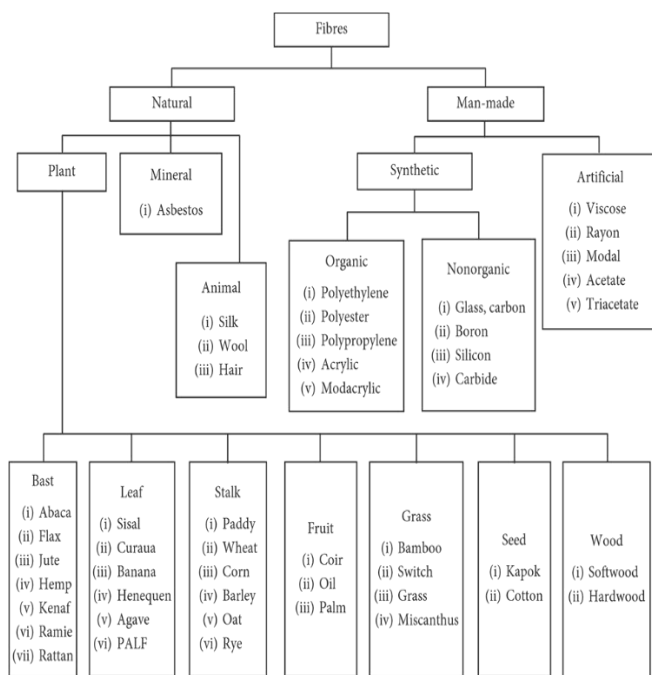 Fibres
Natural
Man-made
Plant
Mineral
(i) Asbestos
Synthetic
Artificial
(i) Viscose
(ii) Rayon
(iii) Modal
(iv) Acetate
(v) Triacetate
Animal
(i) Silk
(ii) Wool
(iii) Hair
Organic
(i) Polyethylene
(ii) Polyester
(iii) Polypropylene
(iv) Acrylic
(v) Modacrylic
Nonorganic
(i) Glass, carbon
(ii) Boron
(iii) Silicon
(iv) Carbide
Bast
(i) Abaca
(ii) Flax
(iii) Jute
(iv) Hemp
(v) Kenaf
(vi) Ramie
(vii) Rattan
Leaf
(i) Sisal
(ii) Curaua
(iii) Banana
(iv) Henequen
(v) Agave
(vi) PALF
Stalk
(i) Paddy
(ii) Wheat
(iii) Corn
(iv) Barley
(v) Oat
(vi) Rye
Fruit
(i) Coir
(ii) Oil
(iii) Palm
Grass
(i) Bamboo
(ii) Switch
(iii) Grass
(iv) Miscanthus
Seed
(i) Kapok
(ii) Cotton
Wood
(i) Softwood
(ii) Hardwood